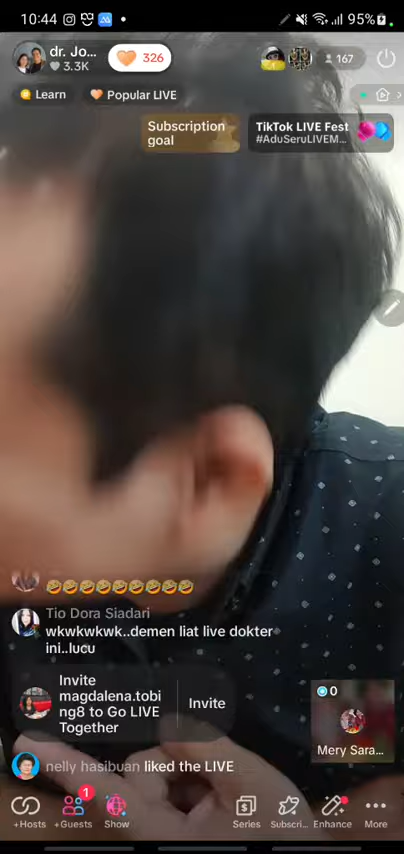 10:44
95%
dr. Jo...
3.3K
326
167
Learn
Popular LIVE
Subscription
goal
TikTok LIVE Fest
#AduSeruLIVEM...
Tio Dora Siadari
wkwkwkwk..demen liat live dokter
ini..lucu
Invite
magdalena.tobi
ng8 to Go LIVE
Together
Invite
0
Mery Sara...
nelly hasibuan liked the LIVE
1
+Hosts
+Guests
Show
Series
Subscri...
Enhance
More